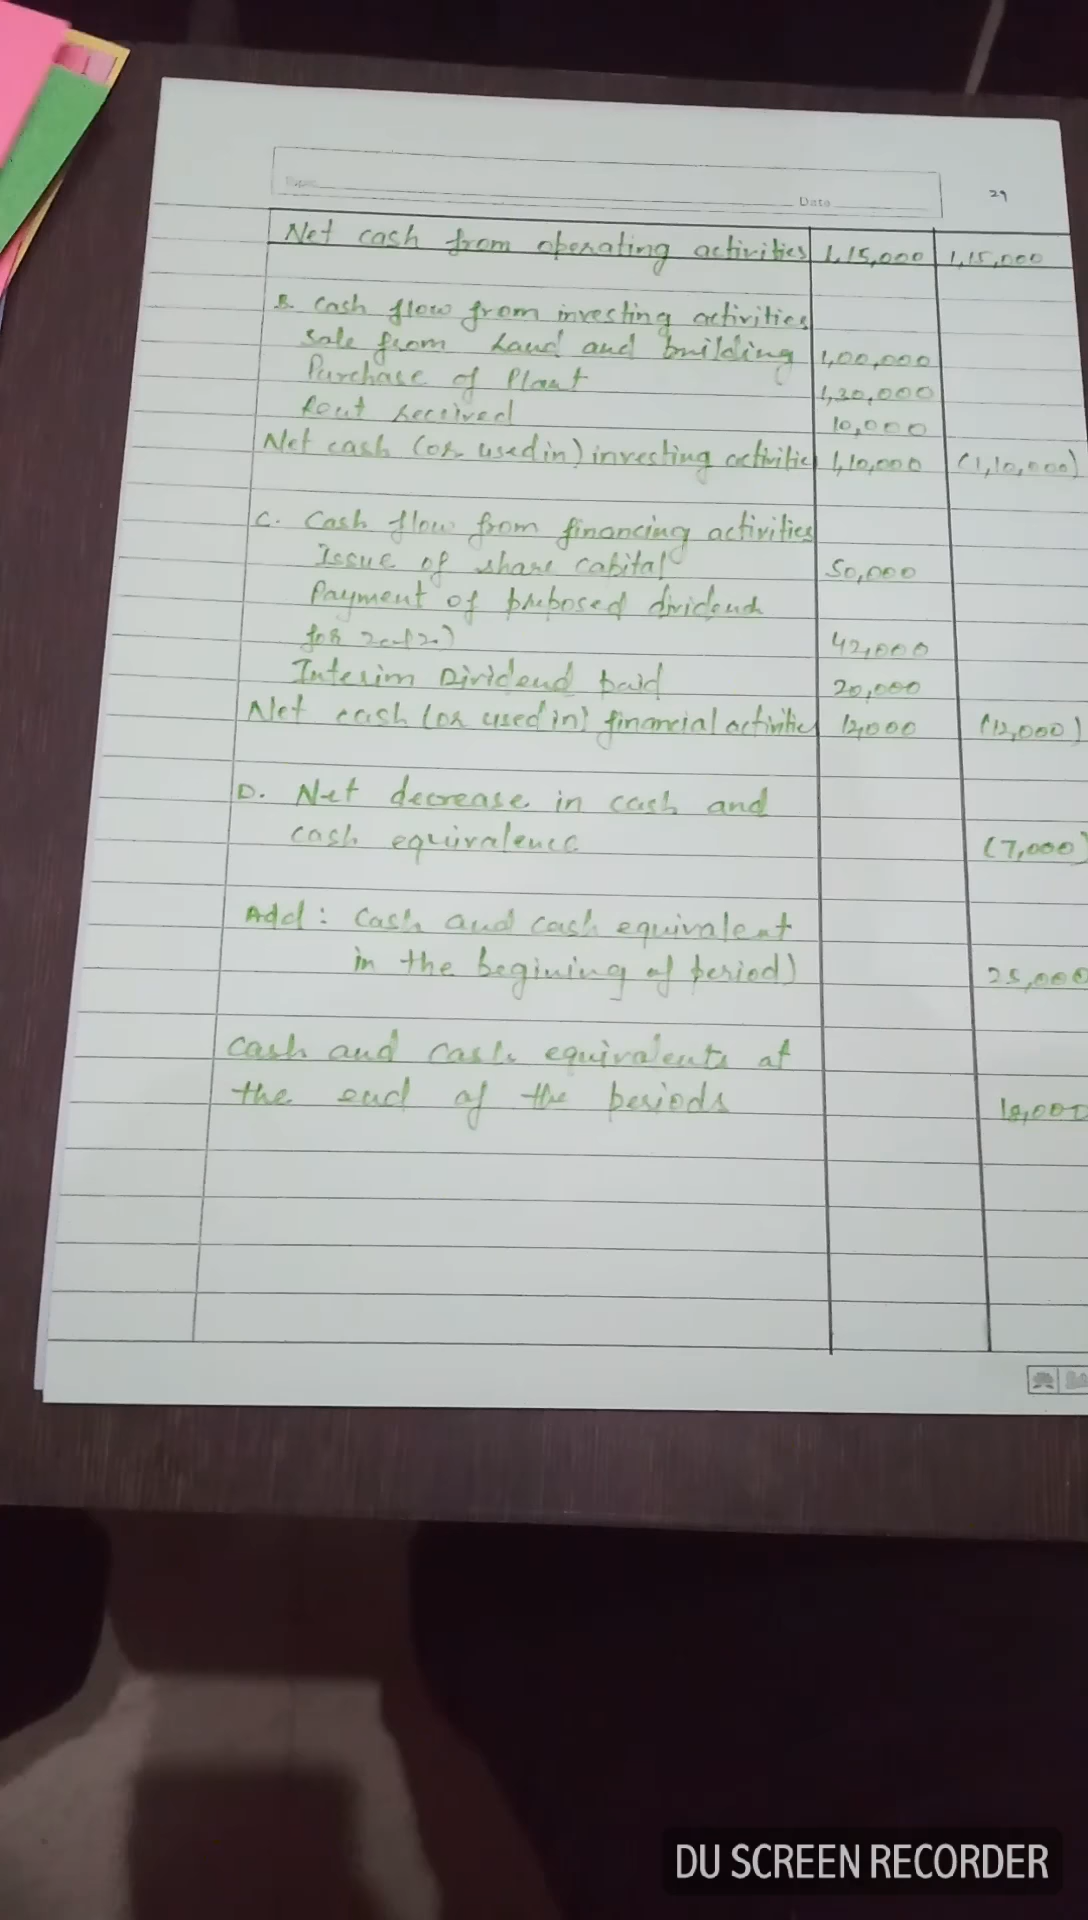 Date
29
Net cash from operating activities 1,15,000 1,15,000
B. Cash flow from investing activities
Sale from Land and building 1,00,000
Purchase of Plant 1,30,000
Rent received 10,000
Net cash (or used in) investing activitie 1,10,000 (1,10,000)
C. Cash flow from financing activities
Issue of share capital 50,000
Payment of proposed dividend
for 42,000
Interim Dividend paid 20,000
Net cash (or used in) financial activitie 12,000 (12,000)
D. Net decrease in cash and
cash equivalence (7,000)
Add: Cash and cash equivalent
in the begining of period) 25,000
Cash and cash equivalents at
the end of the periods 18,000
DU SCREEN RECORDER